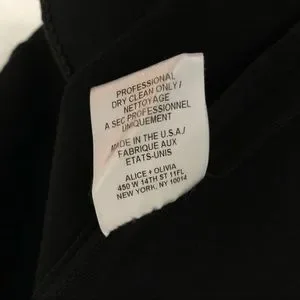 PROFESSIONAL
DRY CLEAN ONLY/
NETTOYAGE
A SEC PROFESSIONNEL
UNIQUEMENT
MADE IN THE U.S.A/
FABRIQUE AUX
ETATS-UNIS
ALICE + OLIVIA
450 W 14TH ST 11FL
NEW YORK, NY 10014